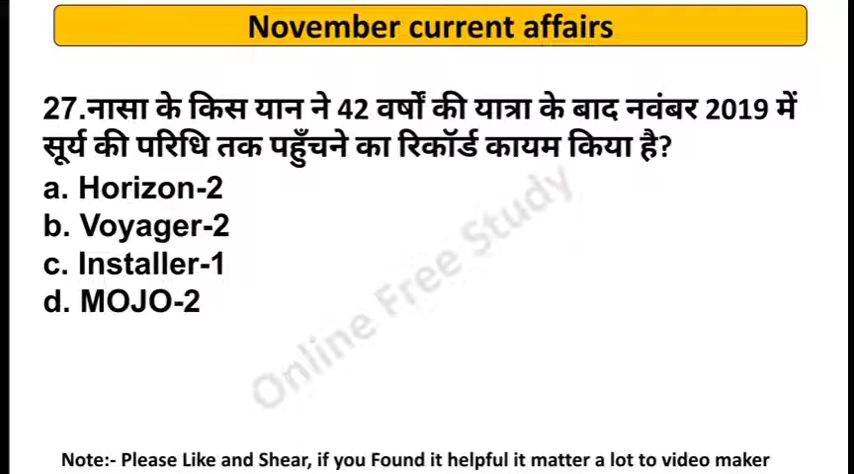 November current affairs
27.नासा के किस यान ने 42 वर्षों की यात्रा के बाद नवंबर 2019 में
सूर्य की परिधि तक पहुँचने का रिकॉर्ड कायम किया है?
a. Horizon-2
b. Voyager-2
c. Installer-1
d. MOJO-2
Online Free Study
Note:- Please Like and Shear, if you Found it helpful it matter a lot to video maker